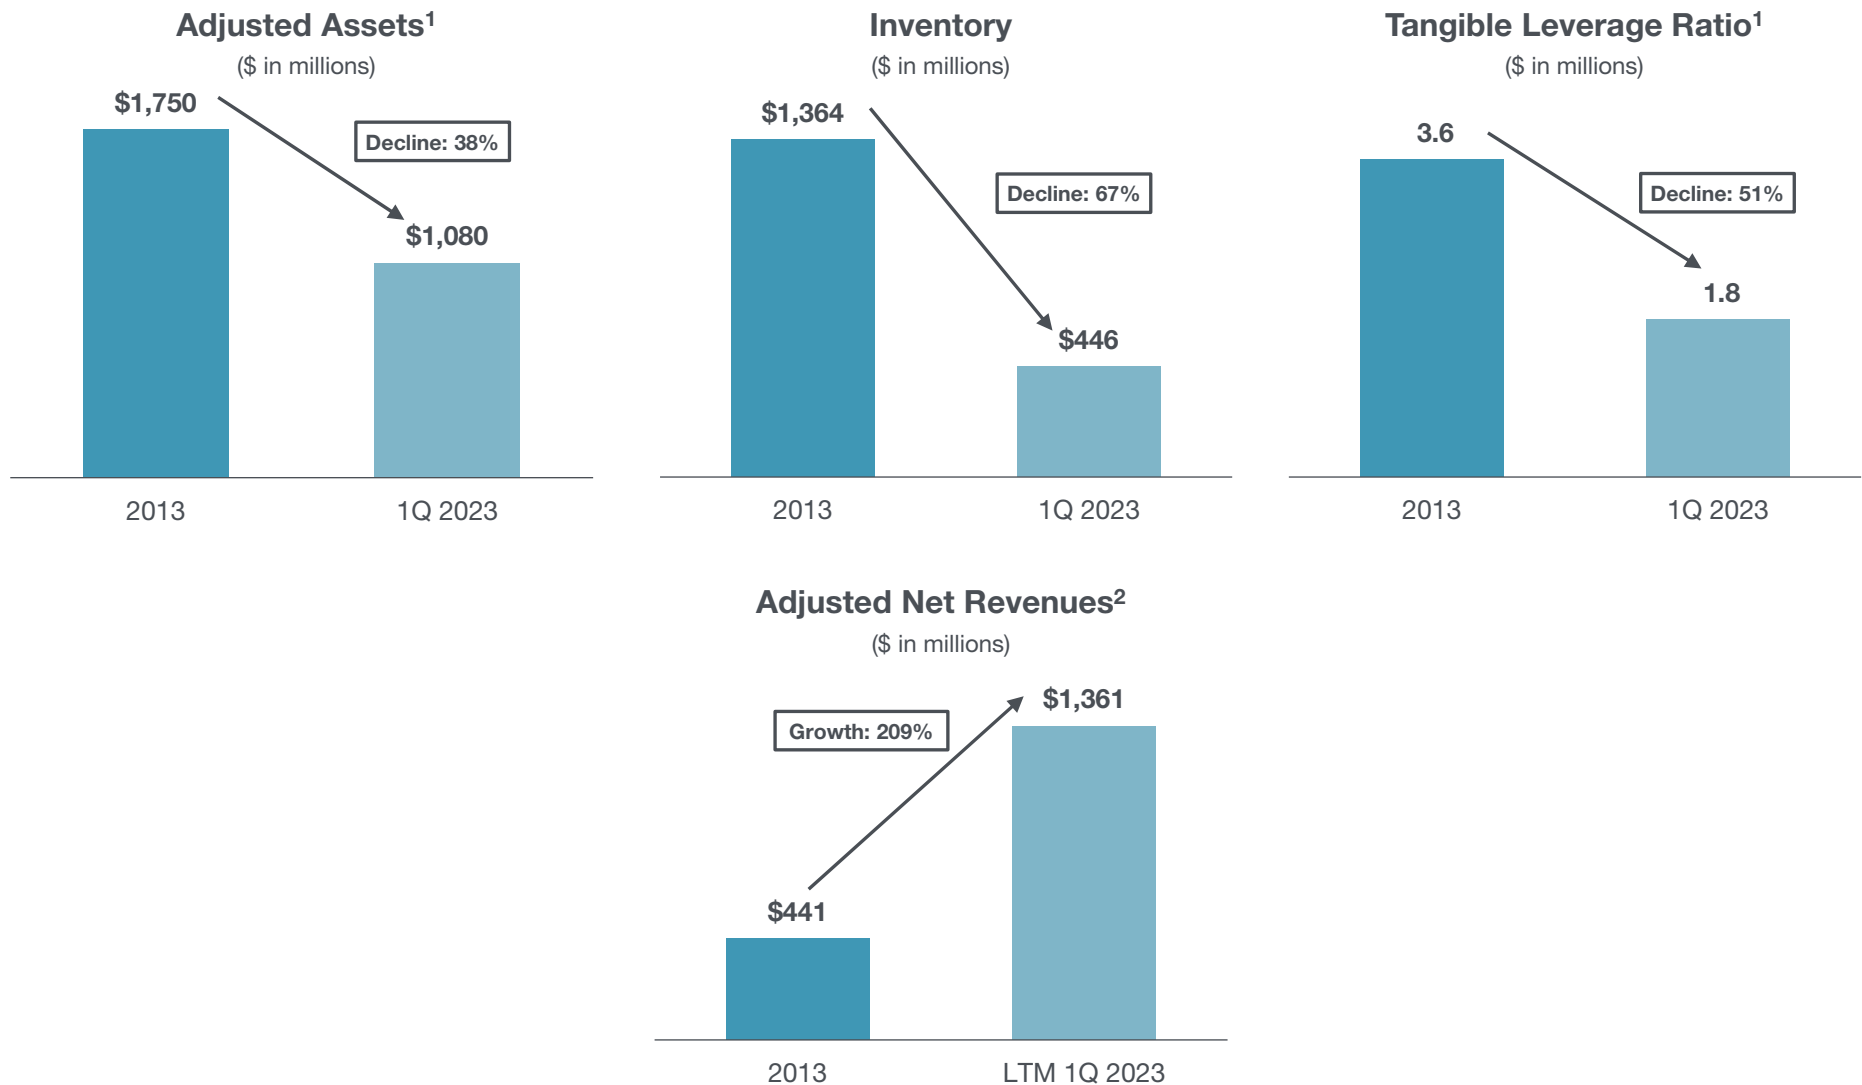 Adjusted Assets¹
($ in millions)
$1,750
Decline: 38%
$1,080
2013
1Q 2023
Inventory
($ in millions)
$1,364
Decline: 67%
$446
2013
1Q 2023
Tangible Leverage Ratio¹
($ in millions)
3.6
Decline: 51%
1.8
2013
1Q 2023
Adjusted Net Revenues²
($ in millions)
$1,361
Growth: 209%
$441
2013
LTM 1Q 2023